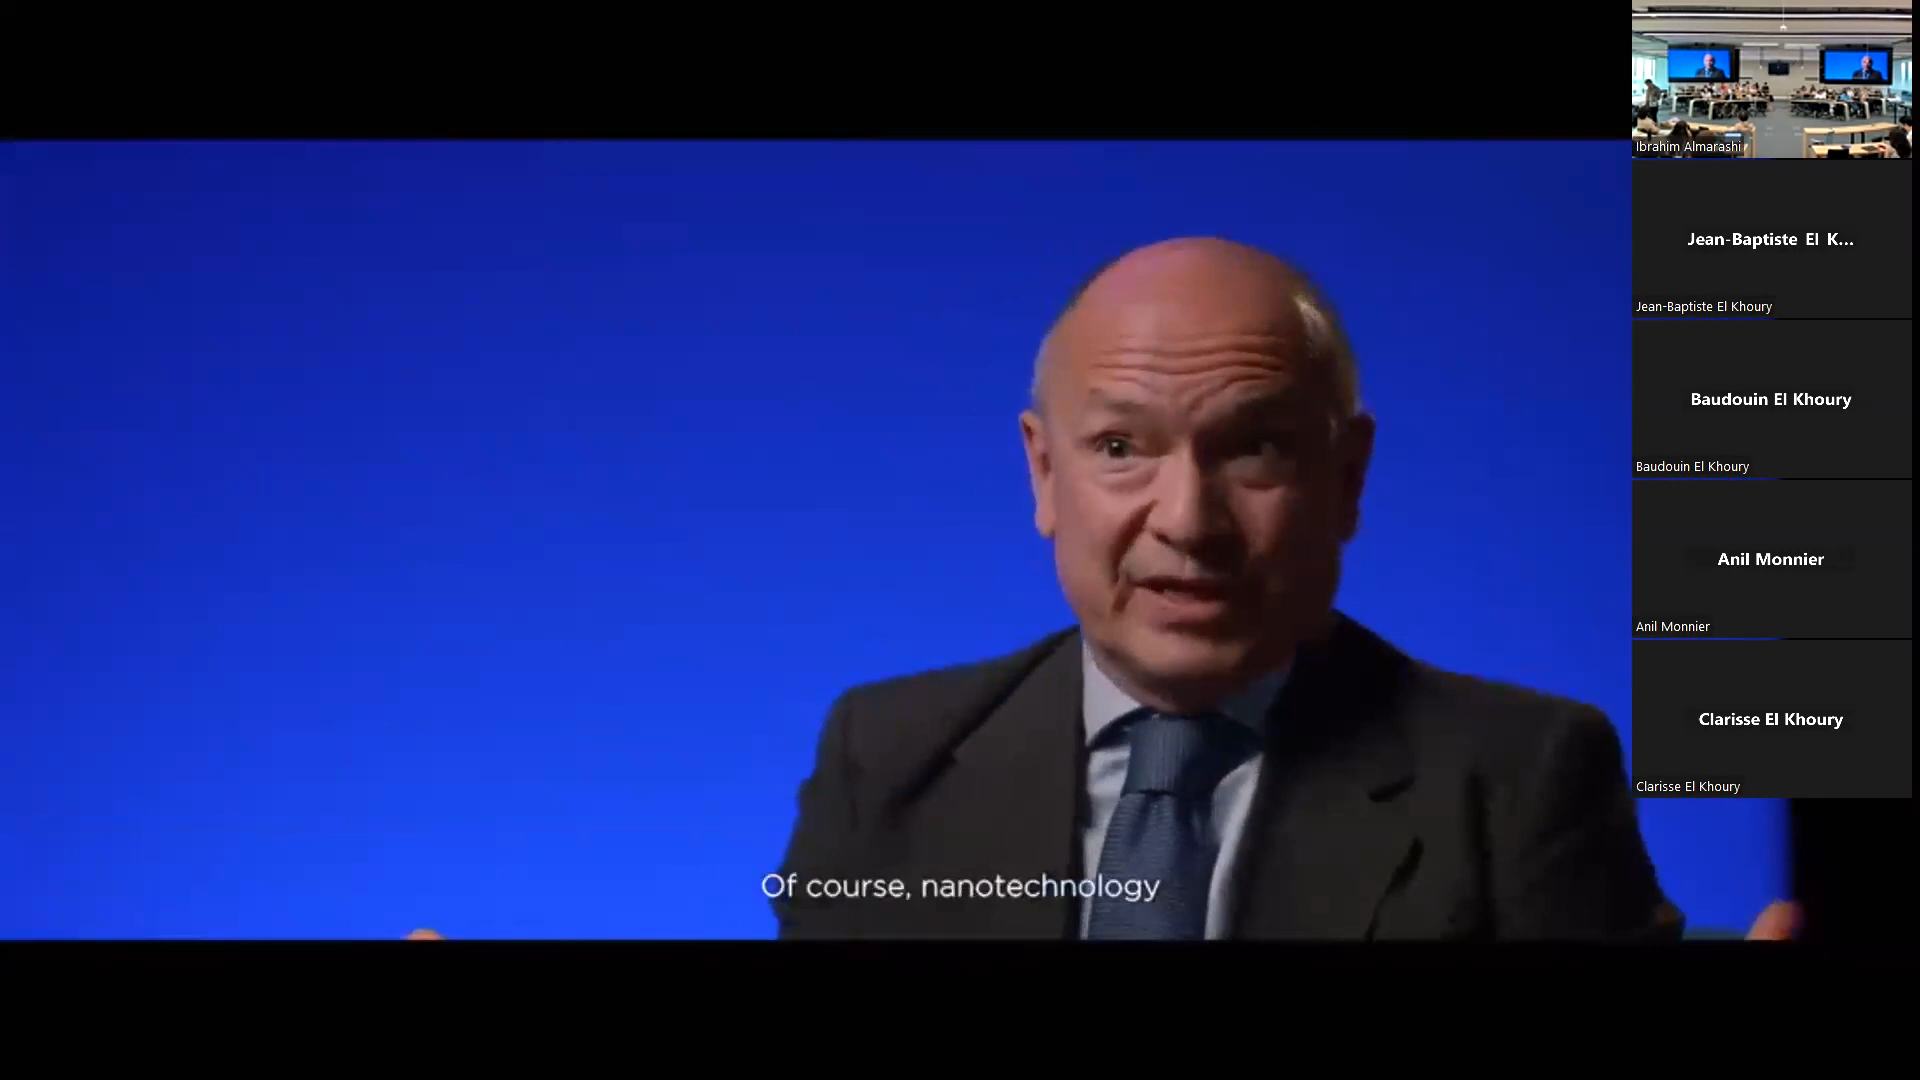 Ibrahim Almarashi
Jean-Baptiste El K...
Jean-Baptiste El Khoury
Baudouin El Khoury
Baudouin El Khoury
Anil Monnier
Anil Monnier
Clarisse El Khoury
Clarisse El Khoury
Of course, nanotechnology